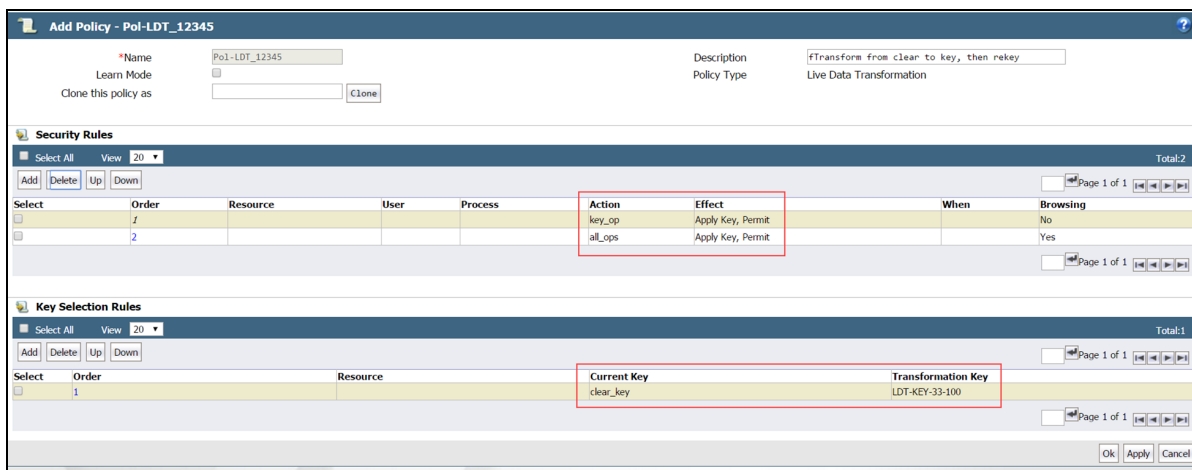 Add Policy - Pol-LDT_12345
?
*Name Pol-LDT_12345 Description fTransform from clear to key, then rekey
Learn Mode Policy Type Live Data Transformation
Clone this policy as Clone
Security Rules
Select All View 20 Total:2
Add Delete Up Down Page 1 of 1
Select Order Resource User Process Action Effect When Browsing
1 key_op Apply Key, Permit No
2 all_ops Apply Key, Permit Yes
Page 1 of 1
Key Selection Rules
Select All View 20 Total:1
Add Delete Up Down Page 1 of 1
Select Order Resource Current Key Transformation Key
1 clear_key LDT-KEY-33-100
Page 1 of 1
Ok Apply Cancel